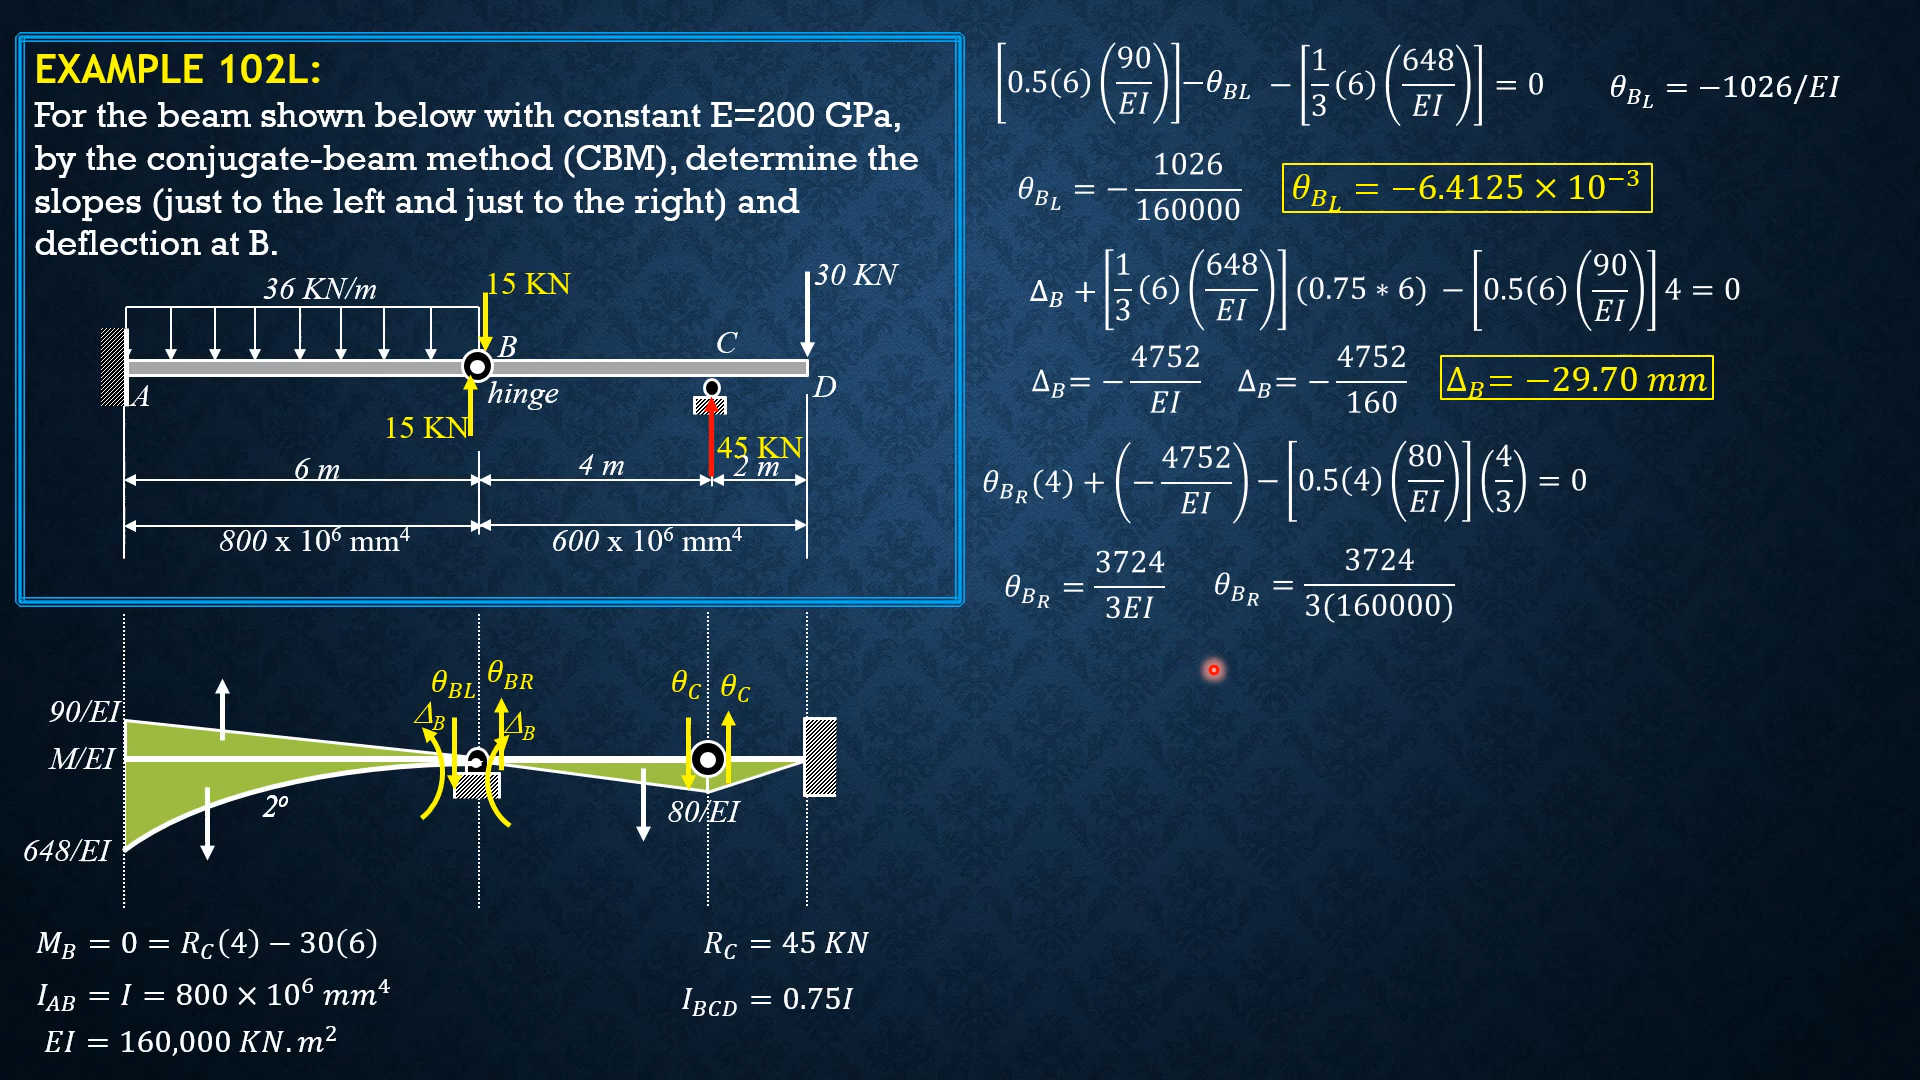 EXAMPLE 102L:
For the beam shown below with constant E=200 GPa,
by the conjugate-beam method (CBM), determine the
slopes (just to the left and just to the right) and
deflection at B.
36 KN/m
15 KN
30 KN
B
C
A
hinge
D
15 KN
45 KN
6 m
4 m
2 m
800 x 10⁶ mm⁴
600 x 10⁶ mm⁴
θ_BL
θ_BR
θ_C
θ_C
90/EI
Δ_B
Δ_B
M/EI
2º
80/EI
648/EI
M_B = 0 = R_C(4) − 30(6)
R_C = 45 KN
I_AB = I = 800 × 10⁶ mm⁴
I_BCD = 0.75I
EI = 160,000 KN.m²
[0.5(6)(90/EI)]−θ_BL − [1/3(6)(648/EI)] = 0
θ_B_L = −1026/EI
θ_B_L = −1026/160000
θ_B_L = −6.4125 × 10⁻³
Δ_B + [1/3(6)(648/EI)](0.75 ∗ 6) − [0.5(6)(90/EI)]4 = 0
Δ_B= −4752/EI
Δ_B= −4752/160
Δ_B= −29.70 mm
θ_B_R(4) + (−4752/EI) − [0.5(4)(80/EI)](4/3) = 0
θ_B_R = 3724/3EI
θ_B_R = 3724/3(160000)